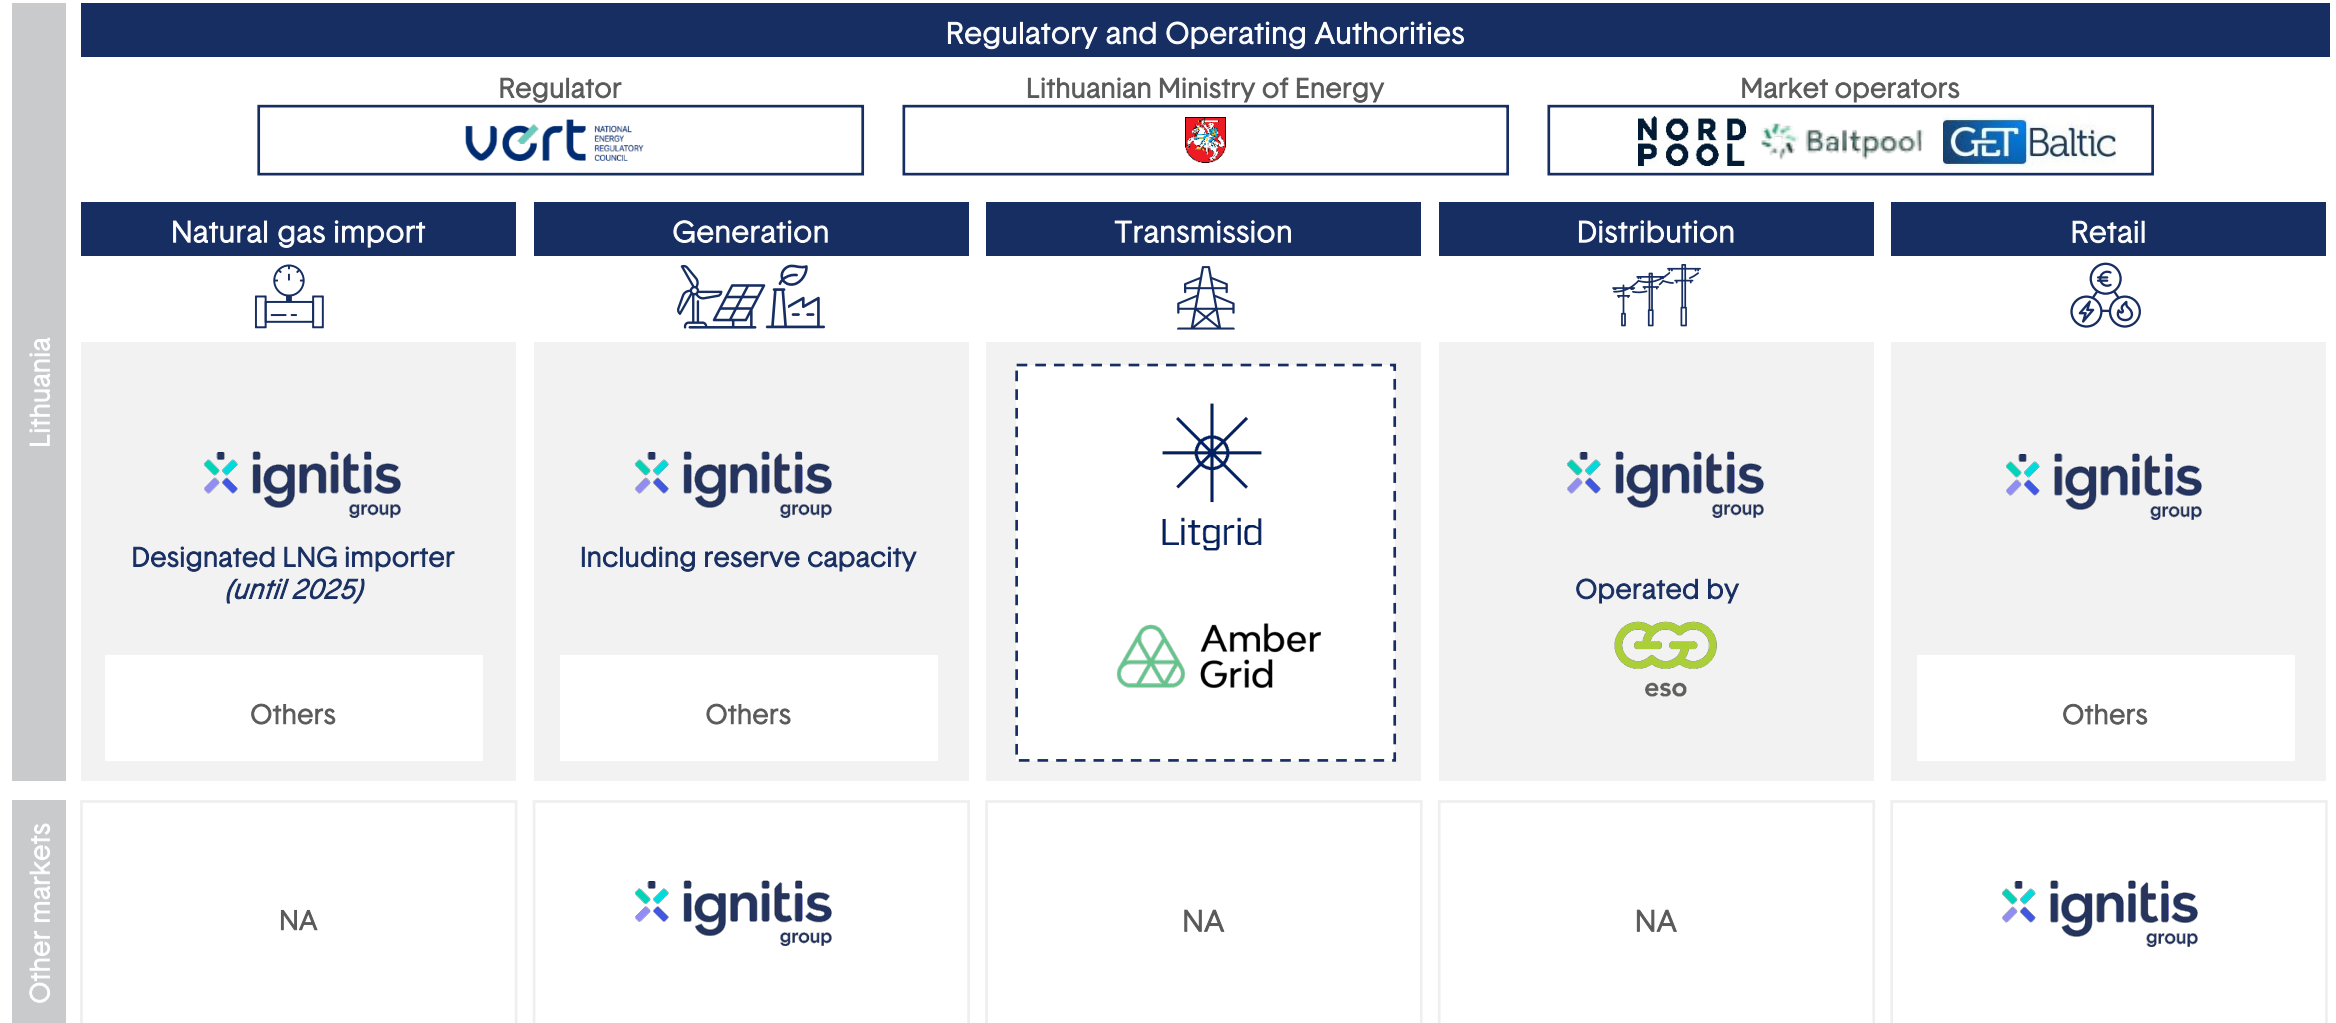 Regulatory and Operating Authorities
Regulator
Lithuanian Ministry of Energy
Market operators
vert
NATIONAL
ENERGY
REGULATORY
COUNCIL
NORD
POOL
Baltpool
GET Baltic
Lithuania
Natural gas import
Generation
Transmission
Distribution
Retail
€
ignitis
group
Designated LNG importer
(until 2025)
Others
ignitis
group
Including reserve capacity
Others
Litgrid
Amber
Grid
ignitis
group
Operated by
eso
ignitis
group
Others
Other markets
NA
ignitis
group
NA
NA
ignitis
group